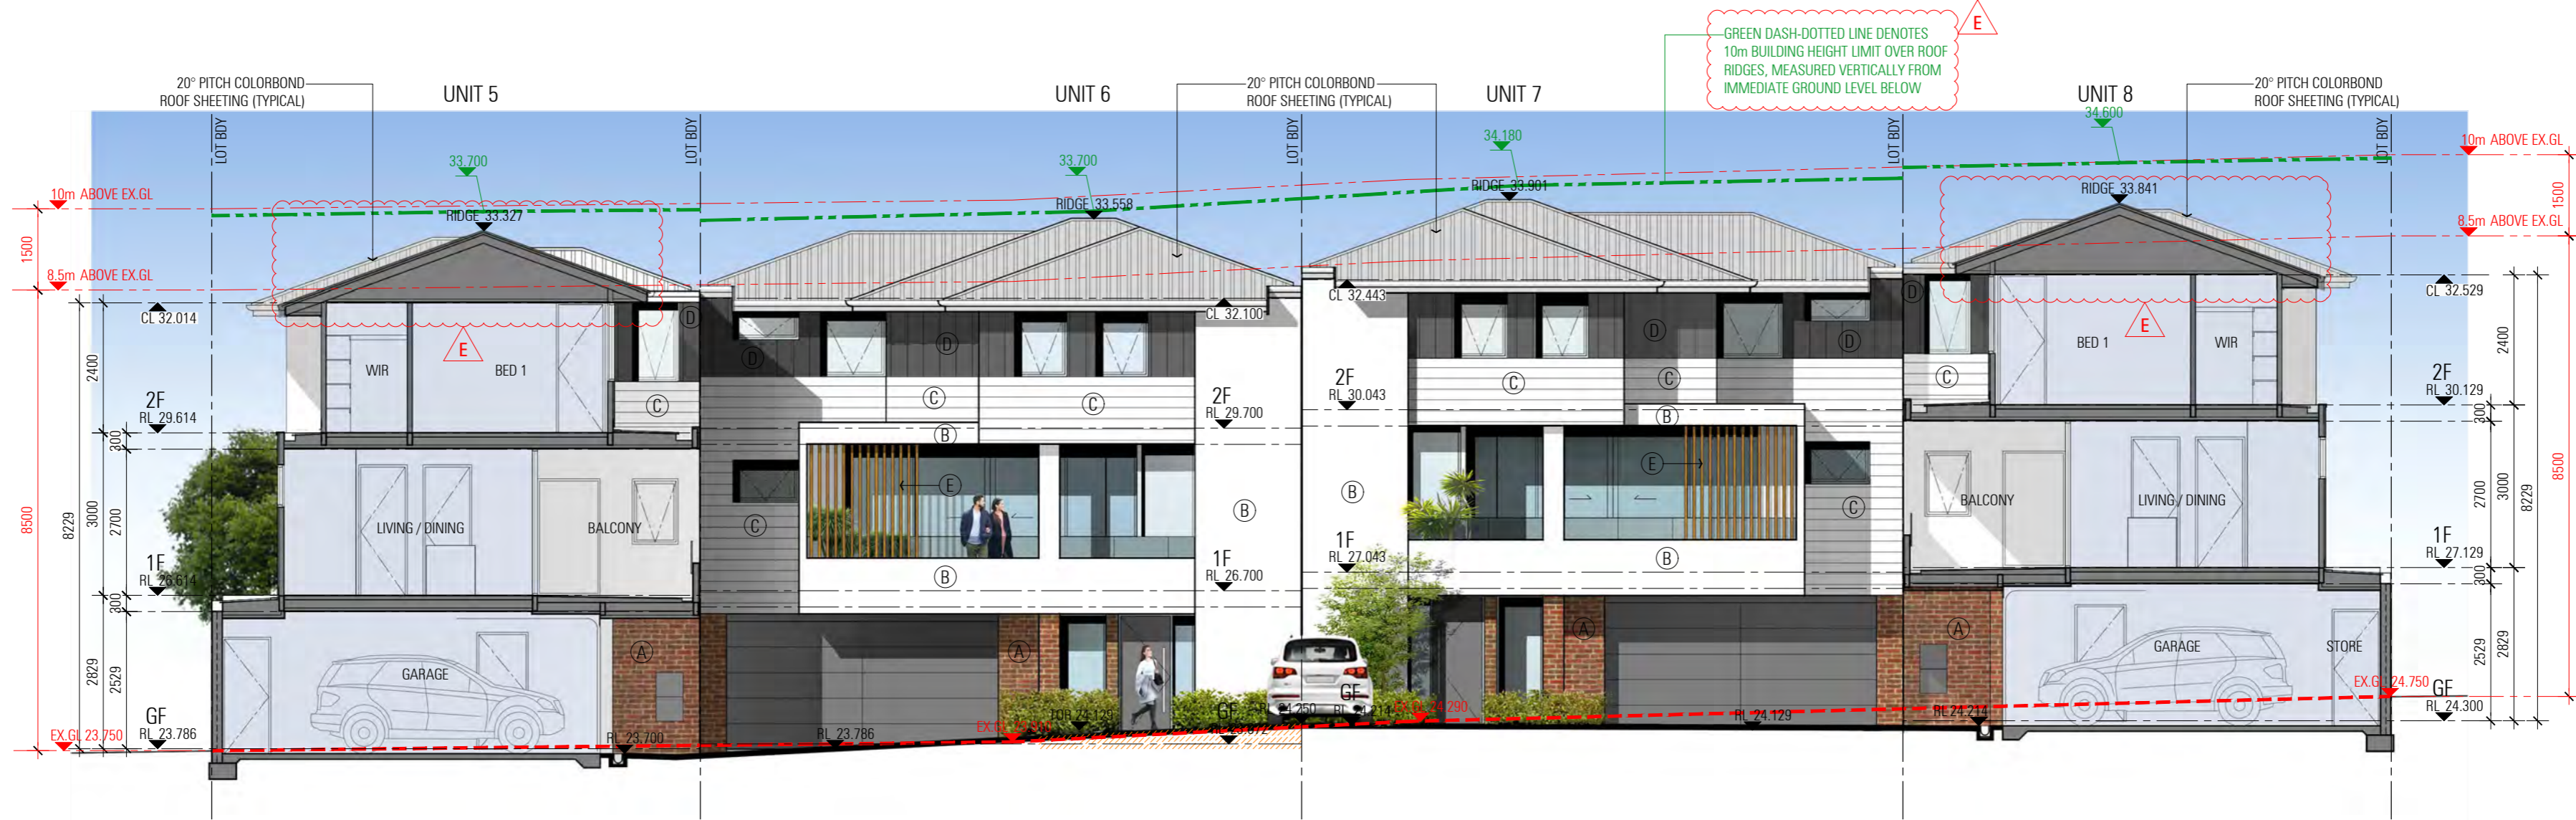 GREEN DASH-DOTTED LINE DENOTES
10m BUILDING HEIGHT LIMIT OVER ROOF
RIDGES, MEASURED VERTICALLY FROM
IMMEDIATE GROUND LEVEL BELOW
E
20° PITCH COLORBOND
ROOF SHEETING (TYPICAL)
UNIT 5
UNIT 6
20° PITCH COLORBOND
ROOF SHEETING (TYPICAL)
UNIT 7
UNIT 8
20° PITCH COLORBOND
ROOF SHEETING (TYPICAL)
LOT BDY
LOT BDY
LOT BDY
LOT BDY
LOT BDY
33.700
33.700
34.180
34.600
10m ABOVE EX.GL
10m ABOVE EX.GL
RIDGE 33.327
RIDGE 33.558
RIDGE 33.901
RIDGE 33.841
1500
1500
8.5m ABOVE EX.GL
8.5m ABOVE EX.GL
CL 32.014
CL 32.100
CL 32.443
CL 32.529
D
D
D
D
D
D
E
E
WIR
BED 1
BED 1
WIR
2400
2400
C
C
C
C
C
C
2F
RL 29.614
2F
RL 29.700
2F
RL 30.043
2F
RL 30.129
300
300
B
B
8500
8229
3000
2700
LIVING / DINING
BALCONY
C
E
B
B
E
C
BALCONY
LIVING / DINING
2700
3000
8229
8500
1F
RL 26.614
B
1F
RL 26.700
1F
RL 27.043
B
1F
RL 27.129
300
300
2829
2529
GARAGE
A
A
A
A
GARAGE
STORE
2529
2829
EX.GL 24.750
GF
RL 23.786
EX.GL 23.750
RL 23.700
RL 23.786
GF
RL 24.250
GF
EX.GL 24.290
RL 24.129
RL 24.214
GF
RL 24.300